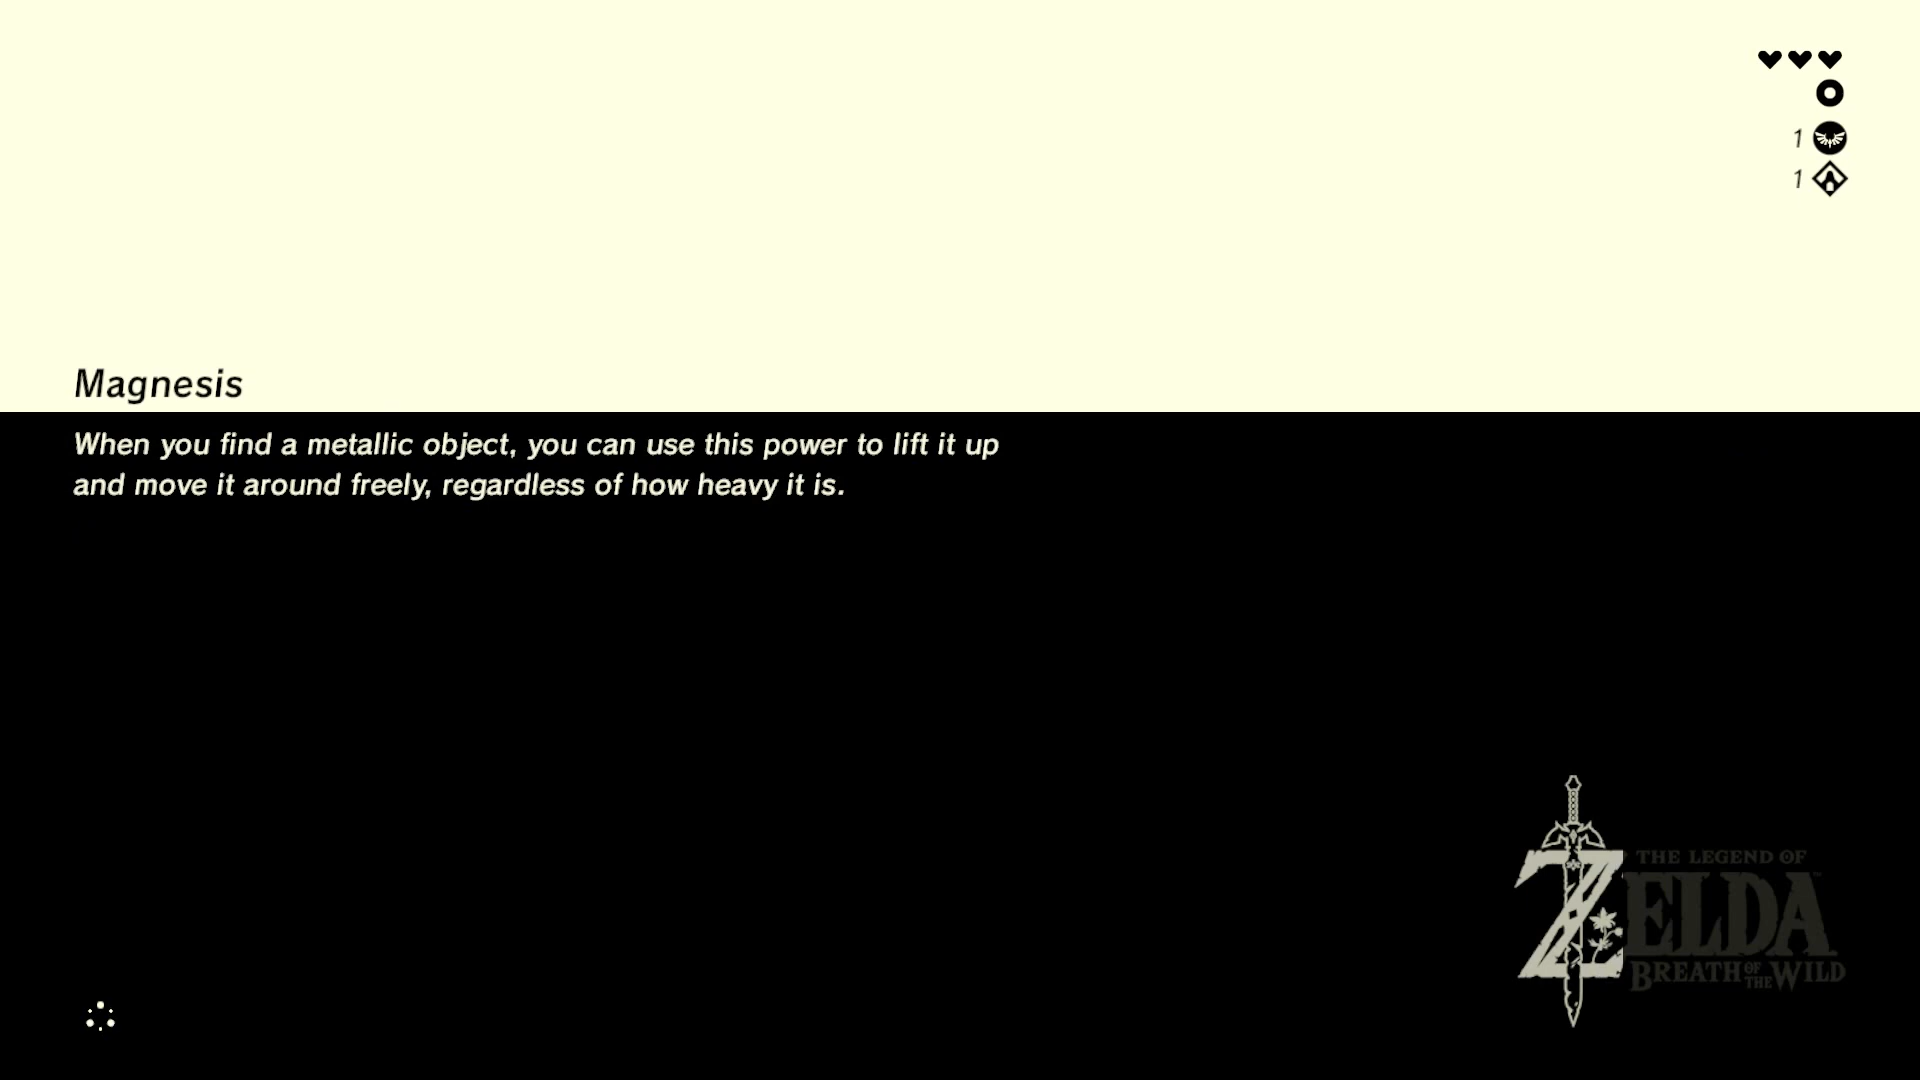 1
1
Magnesis
When you find a metallic object, you can use this power to lift it up
and move it around freely, regardless of how heavy it is.
THE LEGEND OF
ZELDA™
BREATH OF THE WILD